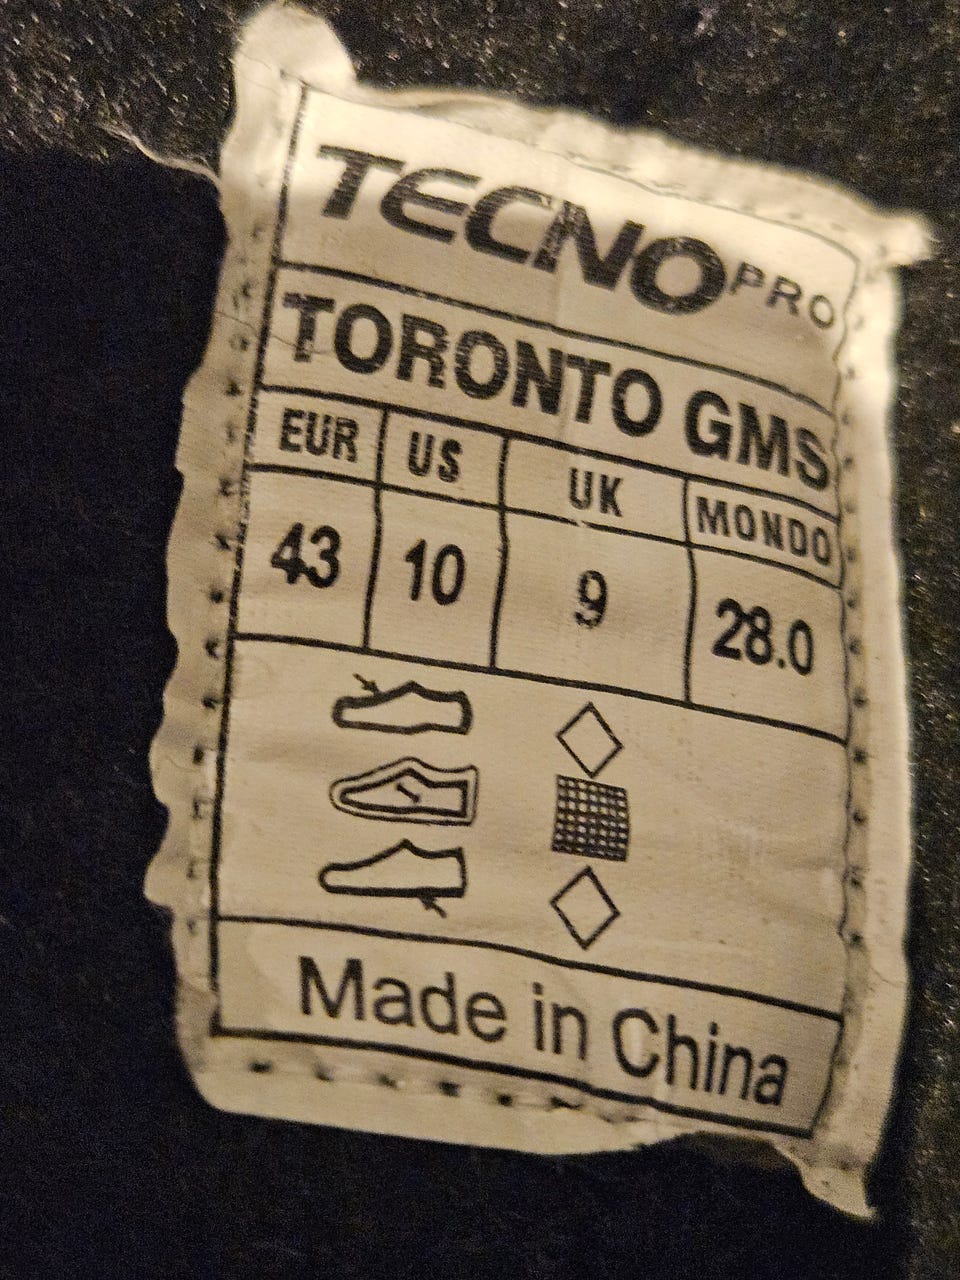 TECNO PRO
TORONTO GMS
EUR US UK MONDO
43 10 9 28.0
Made in China